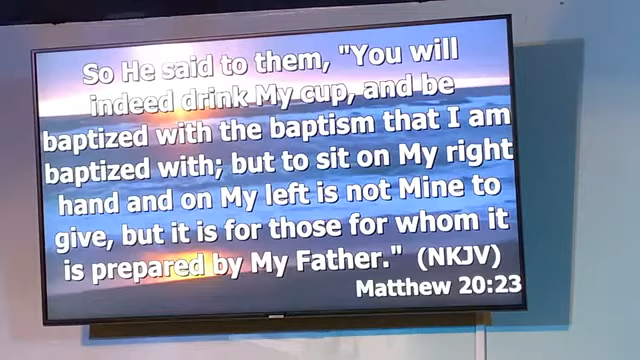 So He said to them, "You will
indeed drink My cup, and be
baptized with the baptism that I am
baptized with; but to sit on My right
hand and on My left is not Mine to
give, but it is for those for whom it
is prepared by My Father." (NKJV)
Matthew 20:23